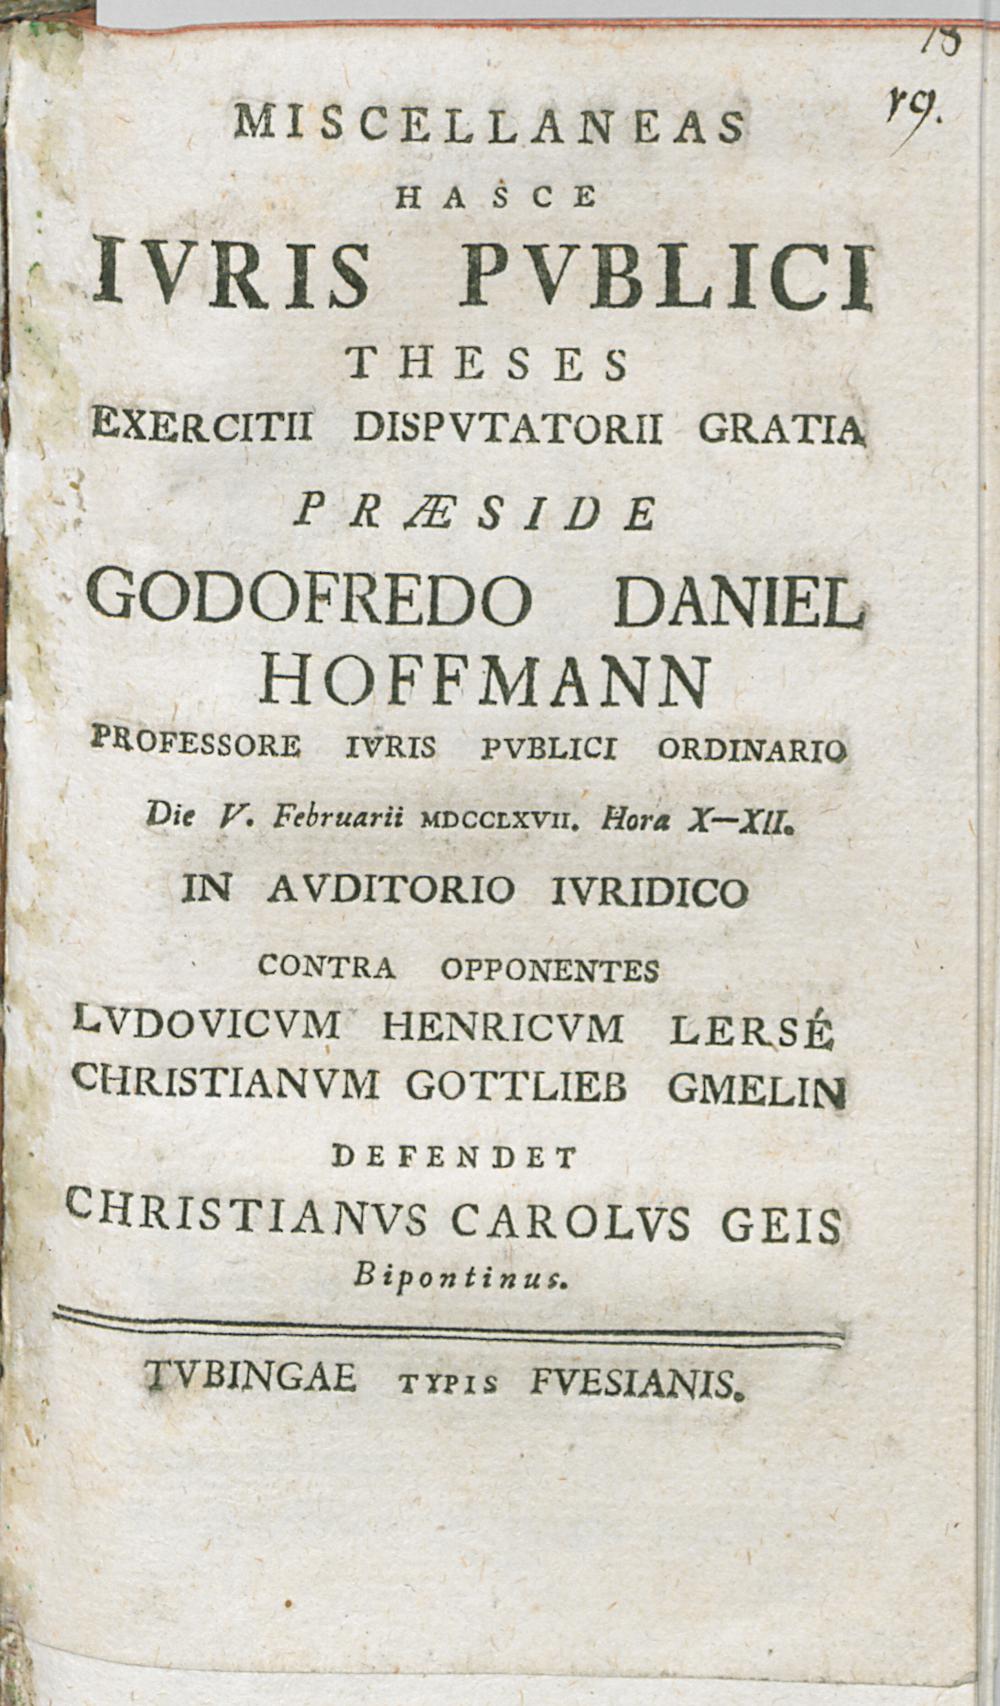 18
19.
MISCELLANEAS
HASCE
IVRIS PVBLICI
THESES
EXERCITII DISPVTATORII GRATIA
PRÆSIDE
GODOFREDO DANIEL
HOFFMANN
PROFESSORE IVRIS PVBLICI ORDINARIO
Die V. Februarii MDCCLXVII. Hora X—XII.
IN AVDITORIO IVRIDICO
CONTRA OPPONENTES
LVDOVICVM HENRICVM LERSÉ
CHRISTIANVM GOTTLIEB GMELIN
DEFENDET
CHRISTIANVS CAROLVS GEIS
Bipontinus.
TVBINGAE TYPIS FVESIANIS.